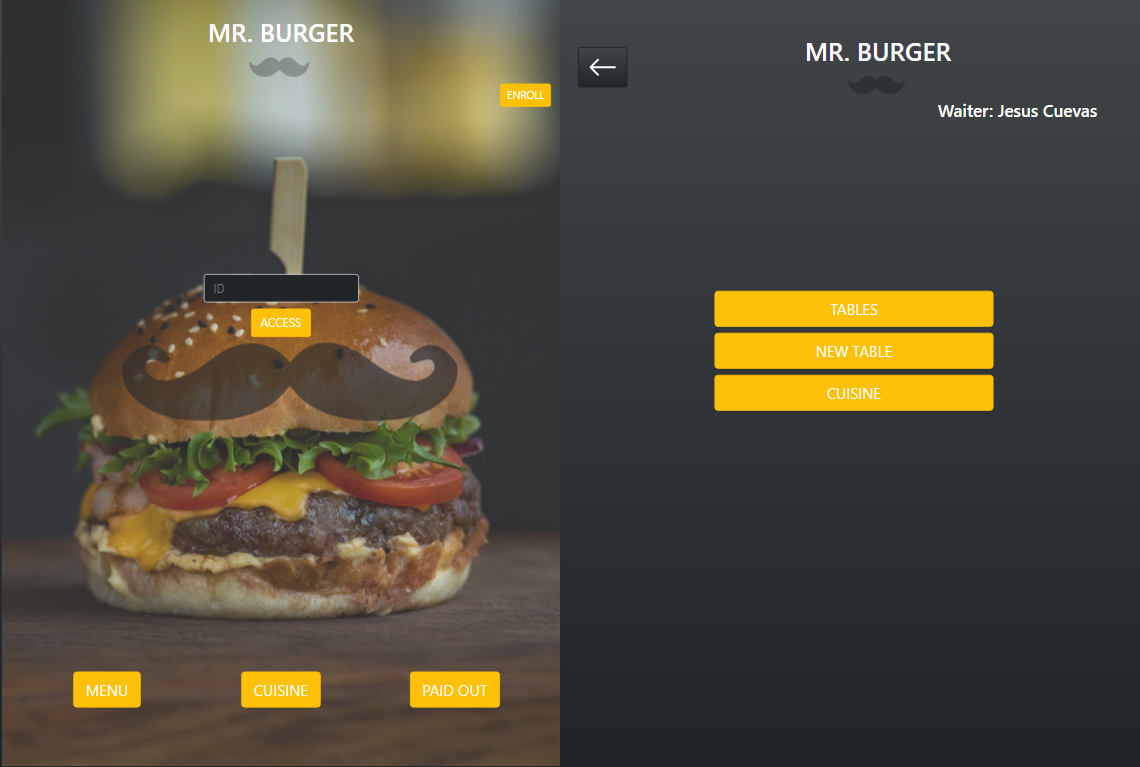 MR. BURGER
ENROLL
ID
ACCESS
MENU
CUISINE
PAID OUT
MR. BURGER
Waiter: Jesus Cuevas
TABLES
NEW TABLE
CUISINE